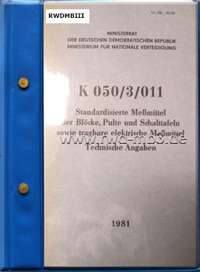 RWDMBIII
MINISTERRAT
DER DEUTSCHEN DEMOKRATISCHEN REPUBLIK
MINISTERIUM FÜR NATIONALE VERTEIDIGUNG
K 050/3/011
Standardisierte Meßmittel
der Blöcke, Pulte und Schalttafeln
sowie tragbare elektrische Meßmittel
Technische Angaben
1981